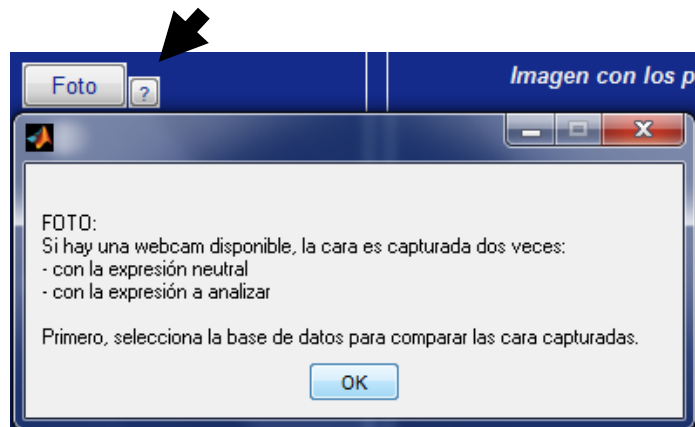 Foto
?
Imagen con los p
FOTO:
Si hay una webcam disponible, la cara es capturada dos veces:
- con la expresión neutral
- con la expresión a analizar
Primero, selecciona la base de datos para comparar las cara capturadas.
OK